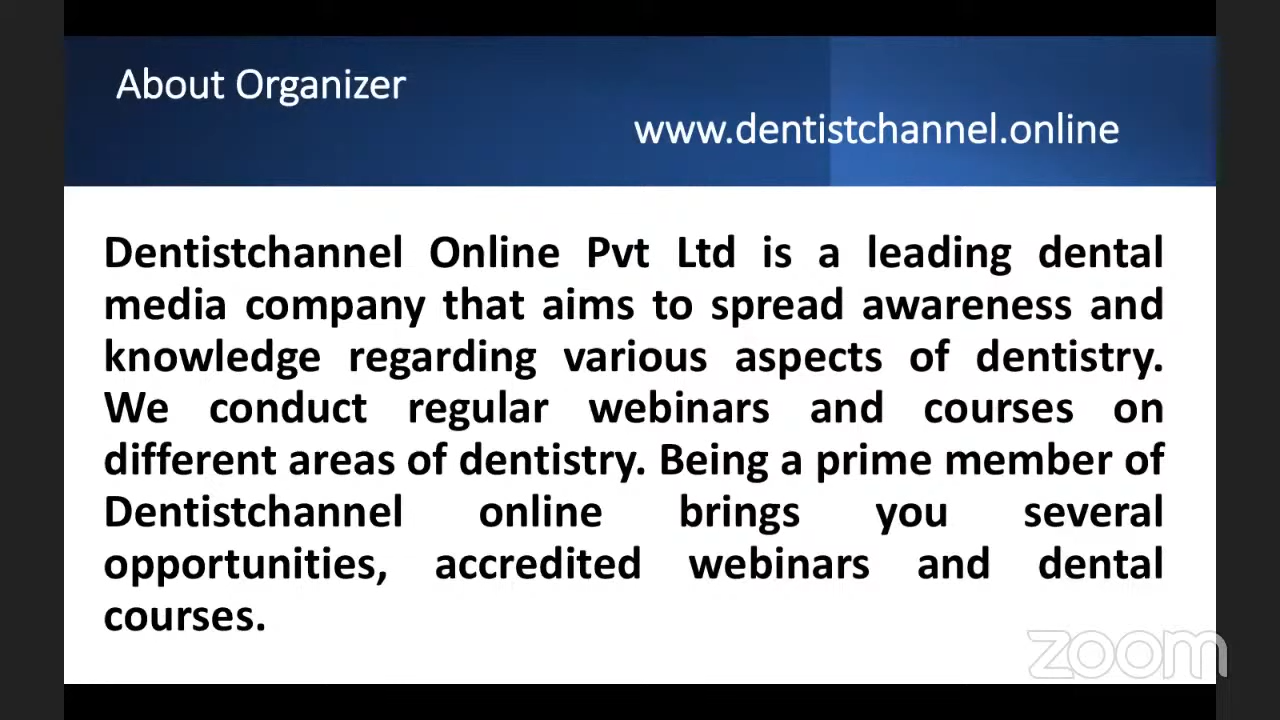 About Organizer
www.dentistchannel.online
Dentistchannel Online Pvt Ltd is a leading dental
media company that aims to spread awareness and
knowledge regarding various aspects of dentistry.
We conduct regular webinars and courses on
different areas of dentistry. Being a prime member of
Dentistchannel online brings you several
opportunities, accredited webinars and dental
courses.
zoom